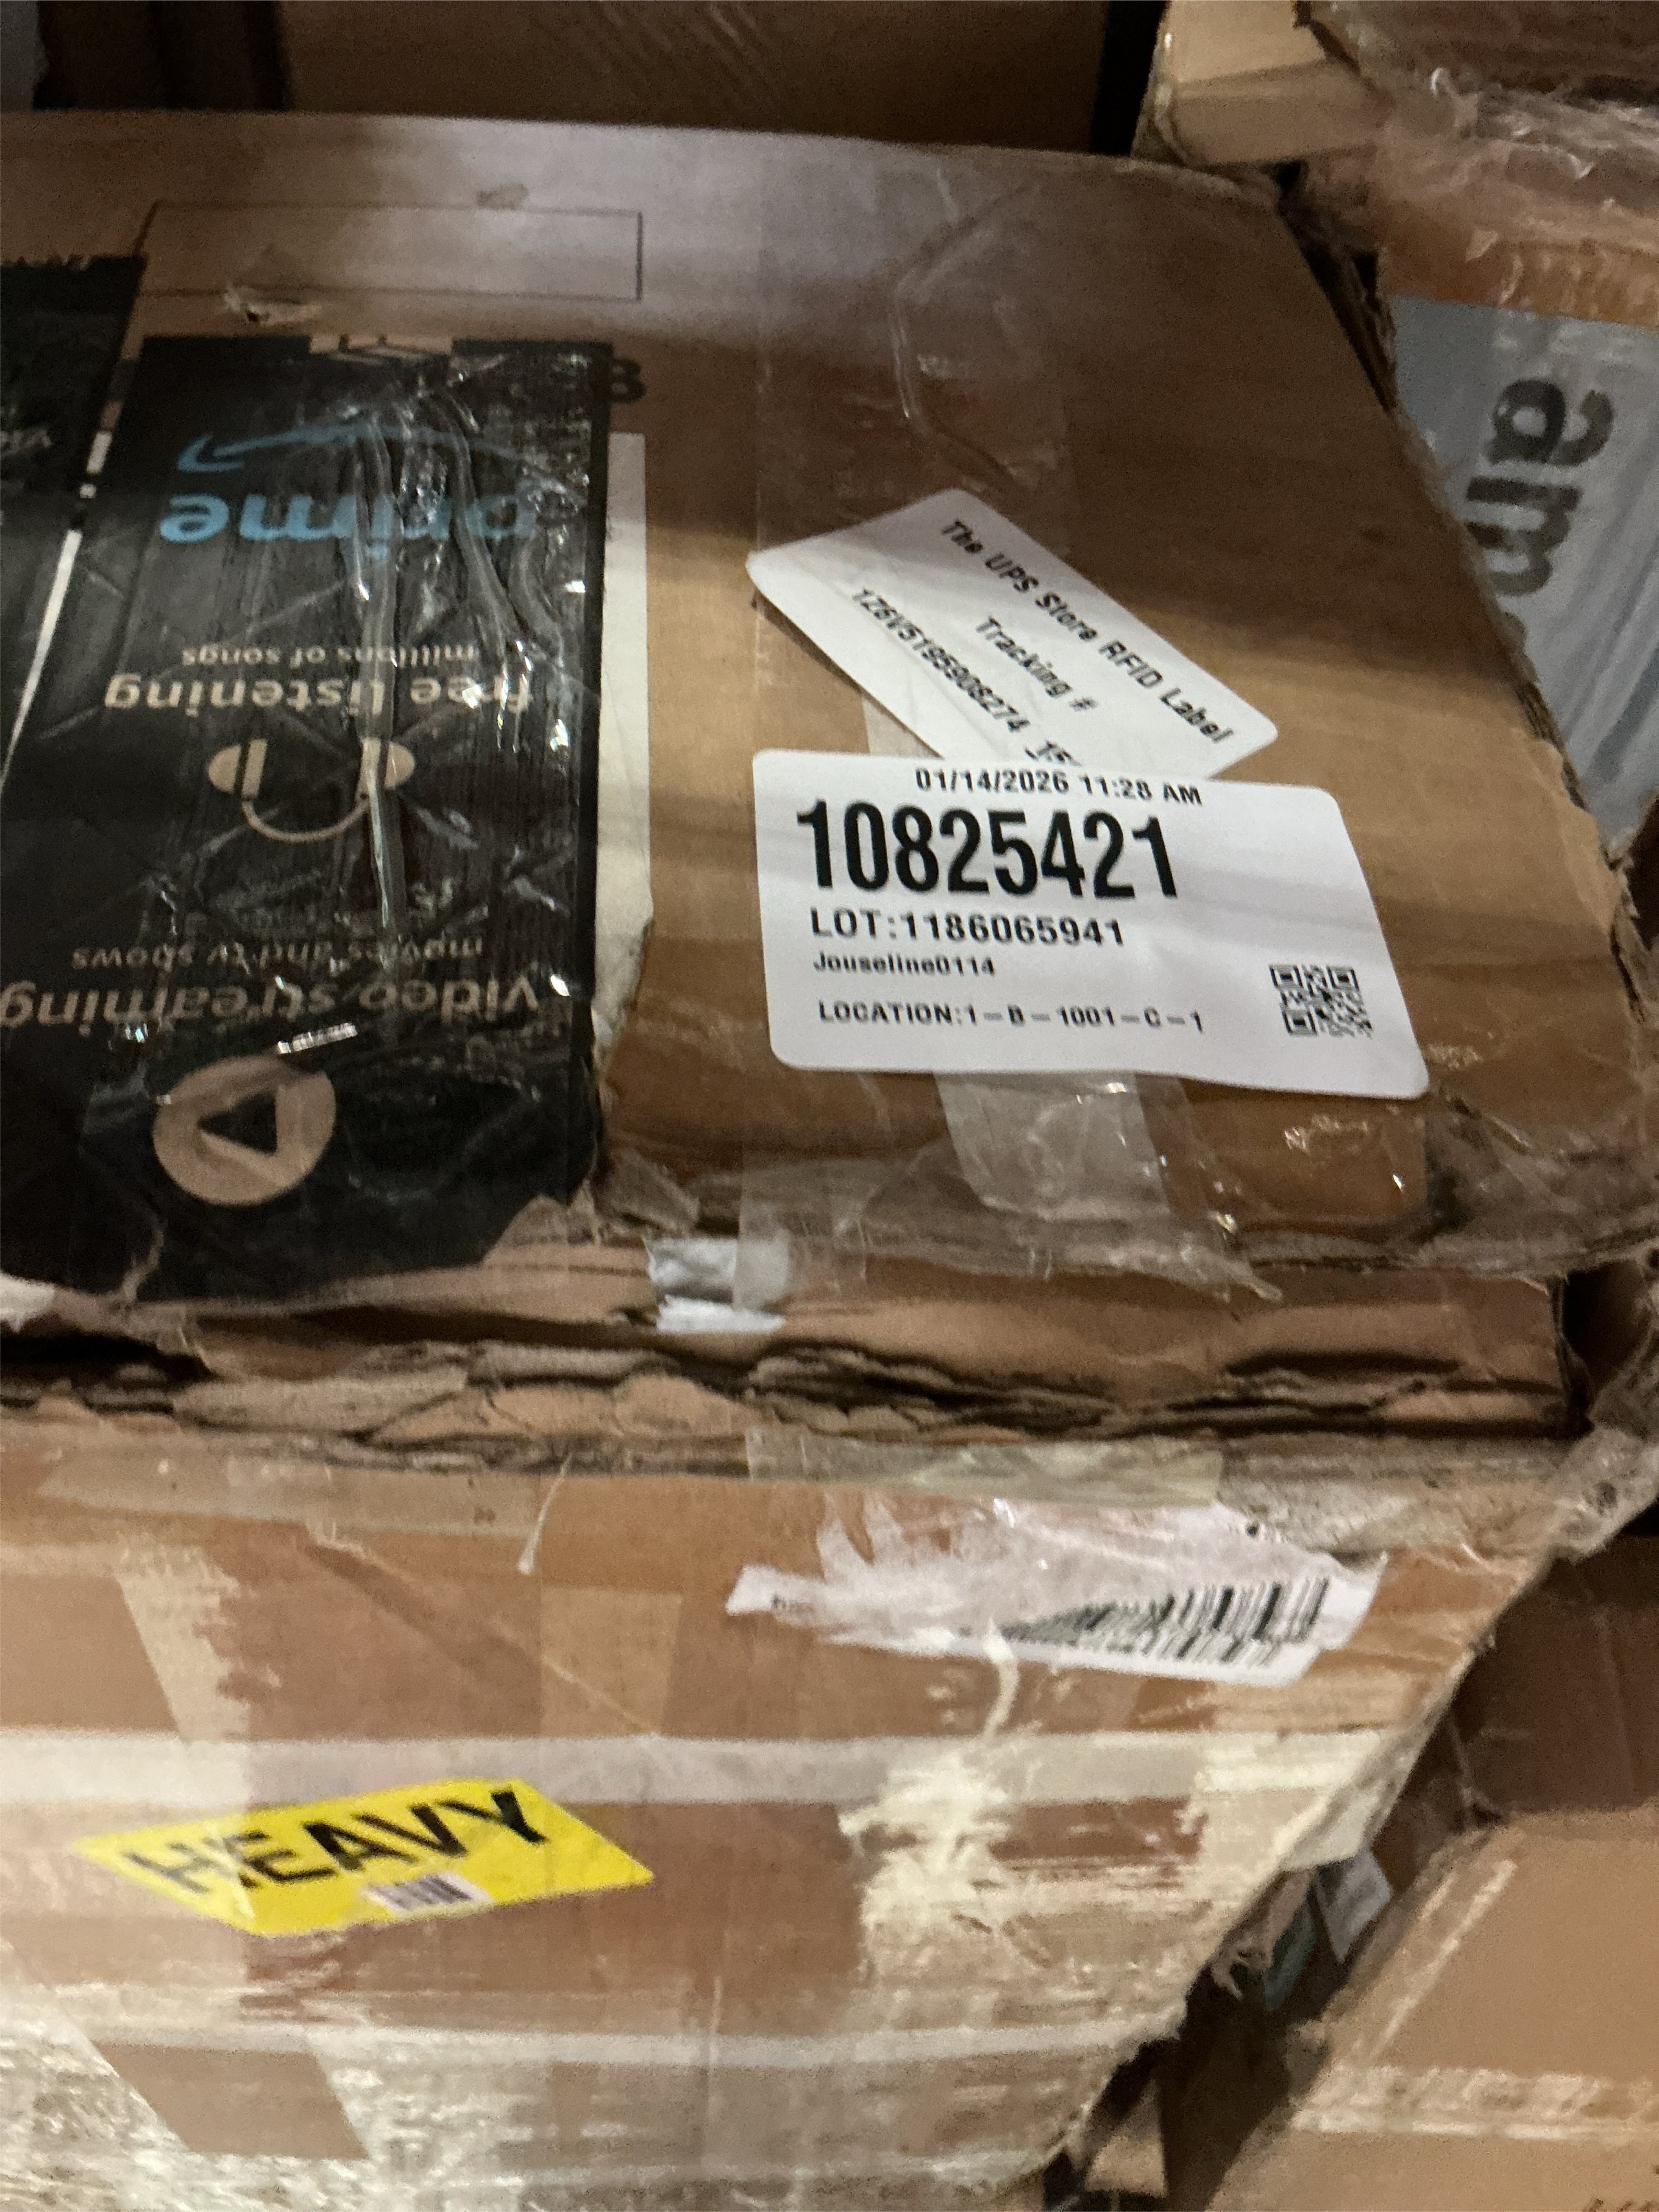 prime
free listening
millions of songs
video streaming
movies and tv shows
The UPS Store RFID Label
Tracking #
01/14/2026 11:28 AM
10825421
LOT:1186065941
Jouseline0114
LOCATION:1-B-1001-C-1
HEAVY